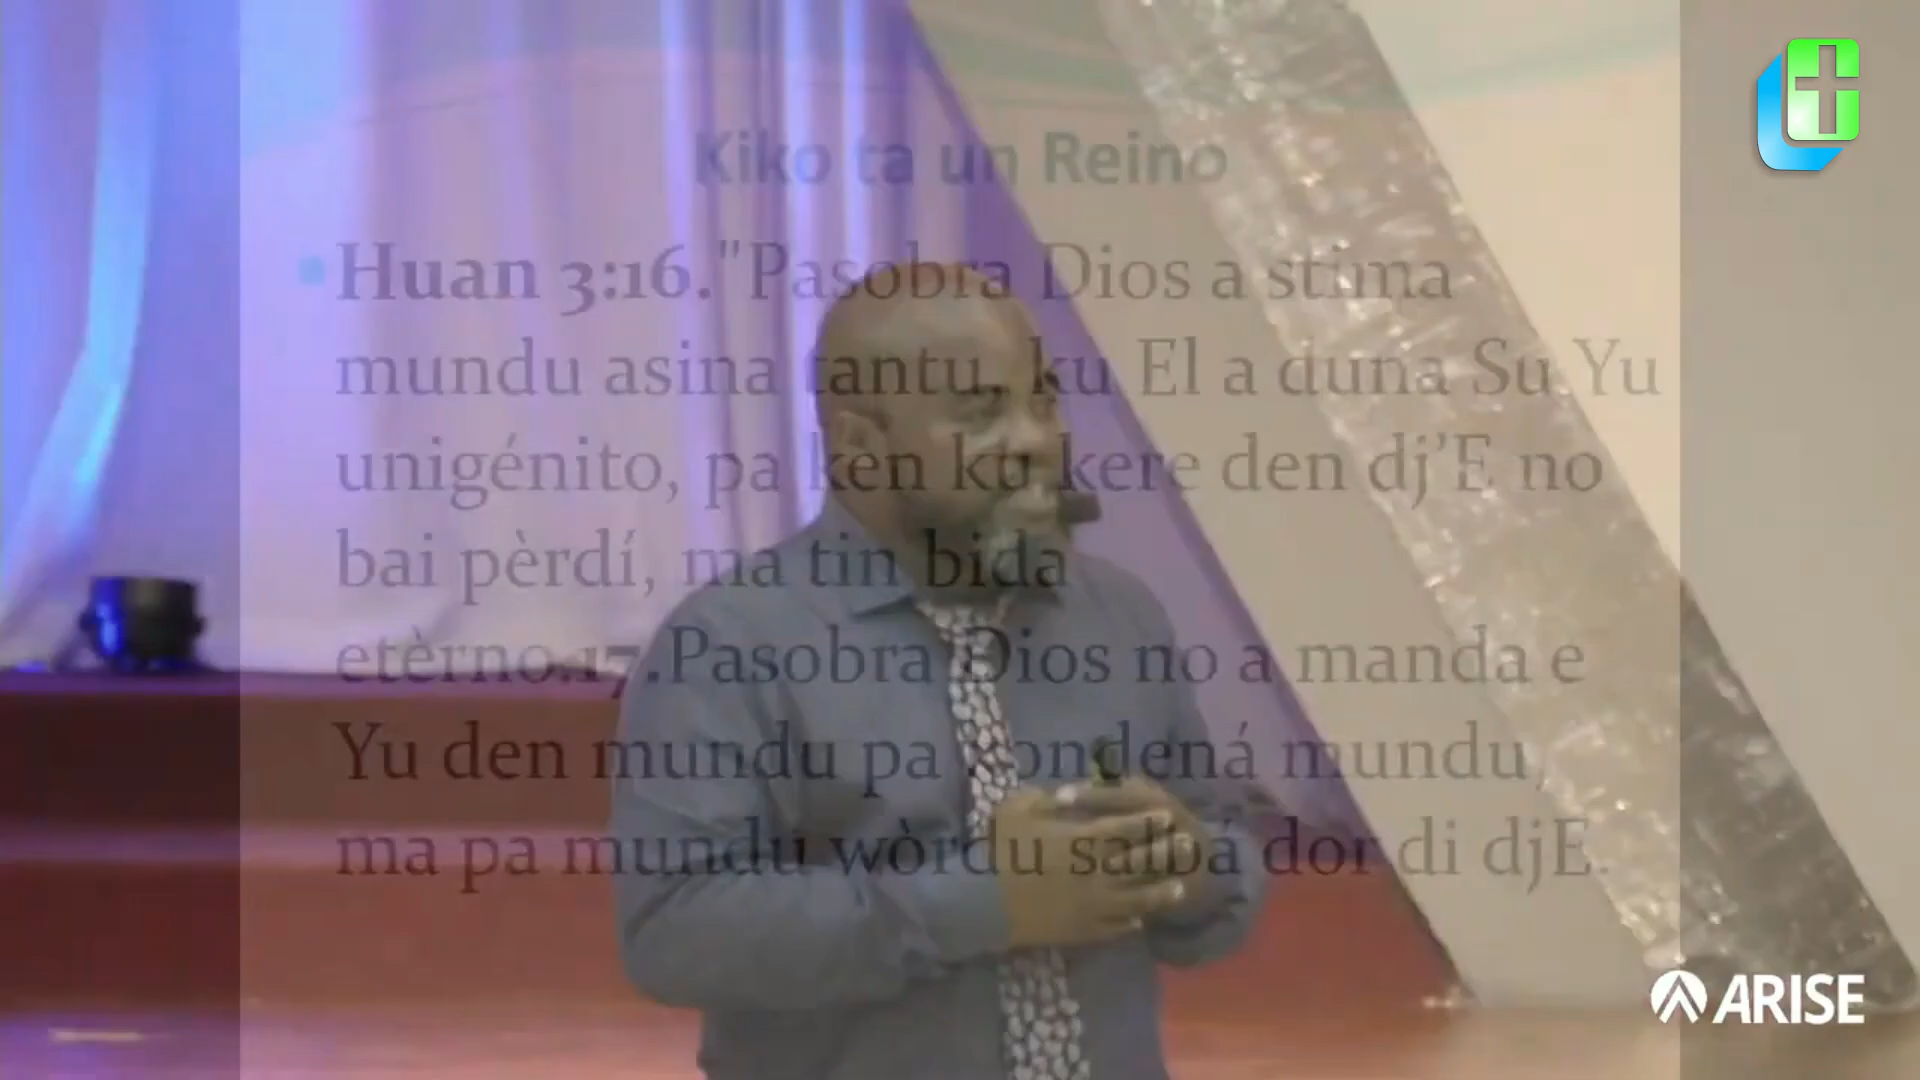 Kiko ta un Reino
Huan 3:16. "Pasobra Dios a stima
mundu asina tantu, ku El a duna Su Yu
unigénito, pa ken ku kere den dj'E no
bai pèrdí, ma tin bida
etèrno.17.Pasobra Dios no a manda e
Yu den mundu pa kondená mundu,
ma pa mundu wòrdu salbá dor di djE.
ARISE